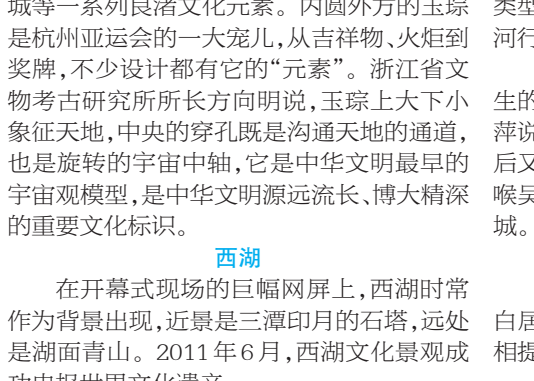 城等一系列良渚文化元素。内圆外方的玉琮
是杭州亚运会的一大宠儿,从吉祥物、火炬到
奖牌,不少设计都有它的“元素”。浙江省文
物考古研究所所长方向明说,玉琮上大下小
象征天地,中央的穿孔既是沟通天地的通道,
也是旋转的宇宙中轴,它是中华文明最早的
宇宙观模型,是中华文明源远流长、博大精深
的重要文化标识。
西湖
在开幕式现场的巨幅网屏上,西湖时常
作为背景出现,近景是三潭印月的石塔,远处
是湖面青山。2011年6月,西湖文化景观成
功申报世界文化遗产
类型
河行
生的
萍说
后又
喉吴
城。
白居
相提